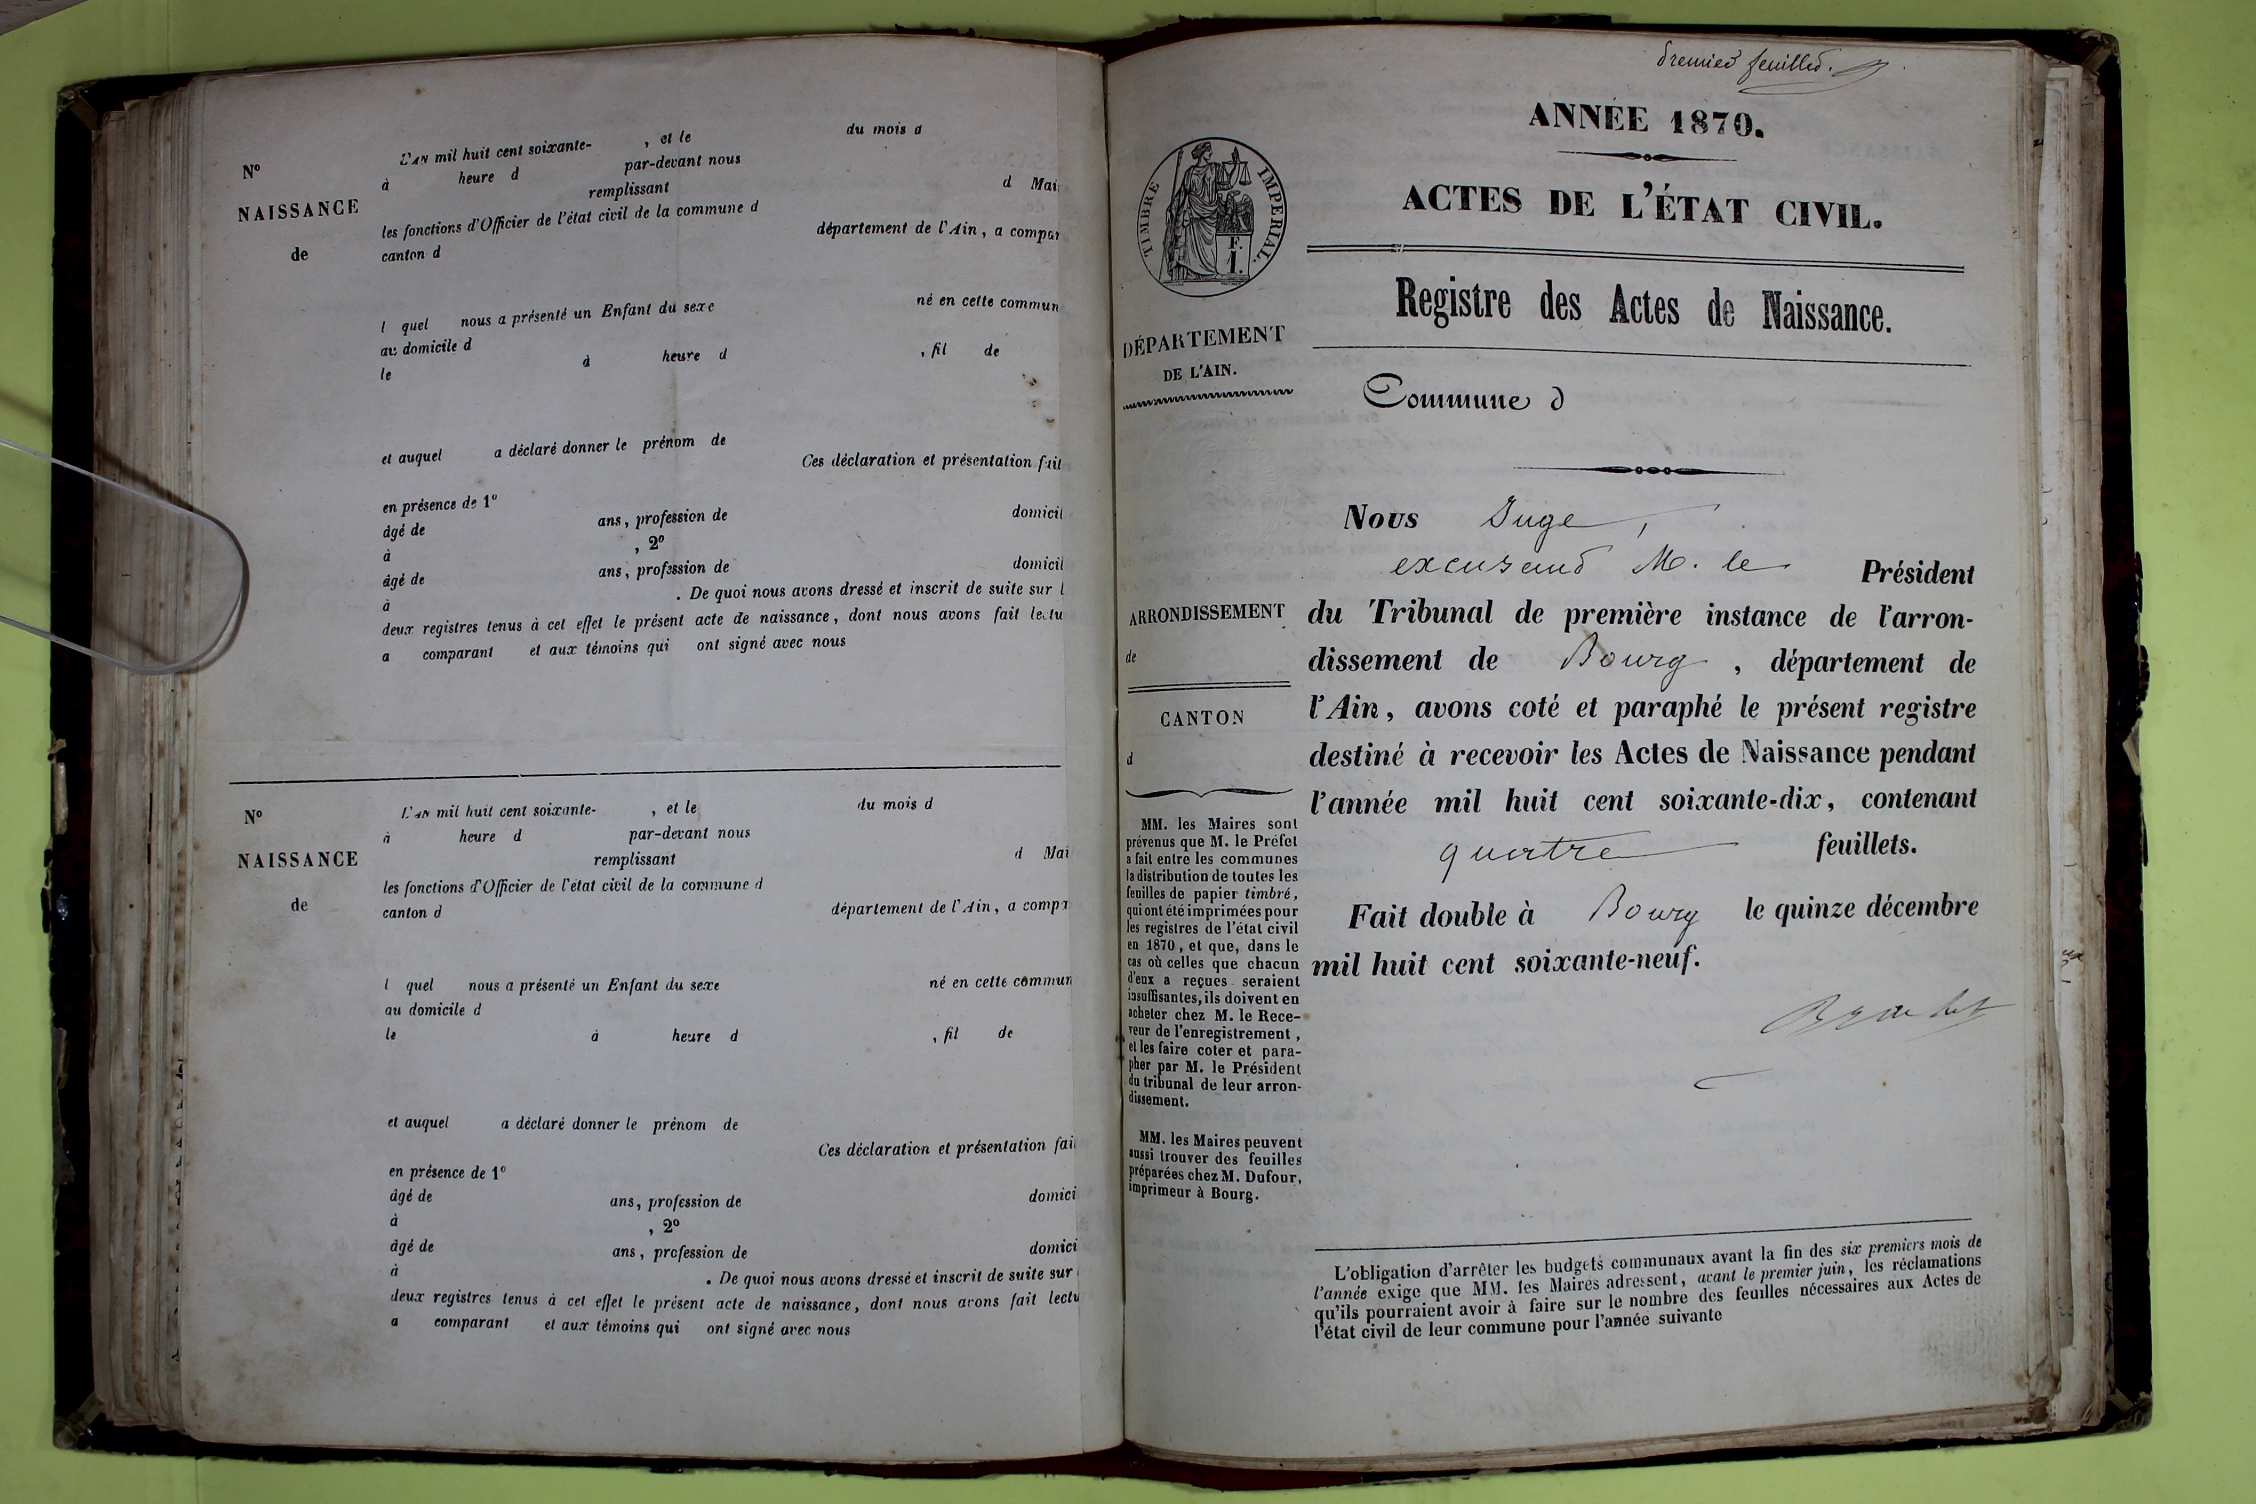 Nº
NAISSANCE
de
L'AN mil huit cent soixante- , et le du mois d
à heure d par-devant nous
remplissant d Mai
les fonctions d'Officier de l'état civil de la commune d
canton d département de l'Ain, a compar
l quel nous a présenté un Enfant du sexe né en cette commun
au domicile d
le à heure d , fil de
et auquel a déclaré donner le prénom de
Ces déclaration et présentation fait
en présence de 1º
âgé de ans, profession de domicil
à , 2º
âgé de ans, profession de domicil
à . De quoi nous avons dressé et inscrit de suite sur l
deux registres tenus à cet effet le présent acte de naissance, dont nous avons fait lectu
a comparant et aux témoins qui ont signé avec nous
Nº
NAISSANCE
de
L'AN mil huit cent soixante- , et le du mois d
à heure d par-devant nous
remplissant d Mai
les fonctions d'Officier de l'état civil de la commune d
canton d département de l'Ain, a compa
l quel nous a présenté un Enfant du sexe né en cette commun
au domicile d
le à heure d , fil de
et auquel a déclaré donner le prénom de
Ces déclaration et présentation fai
en présence de 1º
âgé de ans, profession de domici
à , 2º
âgé de ans, profession de domici
à . De quoi nous avons dressé et inscrit de suite sur
deux registres tenus à cet effet le présent acte de naissance, dont nous avons fait lectu
a comparant et aux témoins qui ont signé avec nous
premier feuillet.
TIMBRE IMPERIAL.
F.
I.
DÉPARTEMENT
DE L'AIN.
ARRONDISSEMENT
de
CANTON
d
MM. les Maires sont
prévenus que M. le Préfet
a fait entre les communes
la distribution de toutes les
feuilles de papier timbré,
qui ont été imprimées pour
les registres de l'état civil
en 1870, et que, dans le
cas où celles que chacun
d'eux a reçues seraient
insuffisantes, ils doivent en
acheter chez M. le Rece-
veur de l'enregistrement,
et les faire coter et para-
pher par M. le Président
du tribunal de leur arron-
dissement.
MM. les Maires peuvent
aussi trouver des feuilles
préparées chez M. Dufour,
imprimeur à Bourg.
ANNÉE 1870.
ACTES DE L'ÉTAT CIVIL.
Registre des Actes de Naissance.
Commune d
Nous Juge,
excusant M. le Président
du Tribunal de première instance de l'arron-
dissement de Bourg, département de
l'Ain, avons coté et paraphé le présent registre
destiné à recevoir les Actes de Naissance pendant
l'année mil huit cent soixante-dix, contenant
quatre feuillets.
Fait double à Bourg le quinze décembre
mil huit cent soixante-neuf.
L'obligation d'arrêter les budgets communaux avant la fin des six premiers mois de
l'année exige que MM. les Maires adressent, avant le premier juin, les réclamations
qu'ils pourraient avoir à faire sur le nombre des feuilles nécessaires aux Actes de
l'état civil de leur commune pour l'année suivante